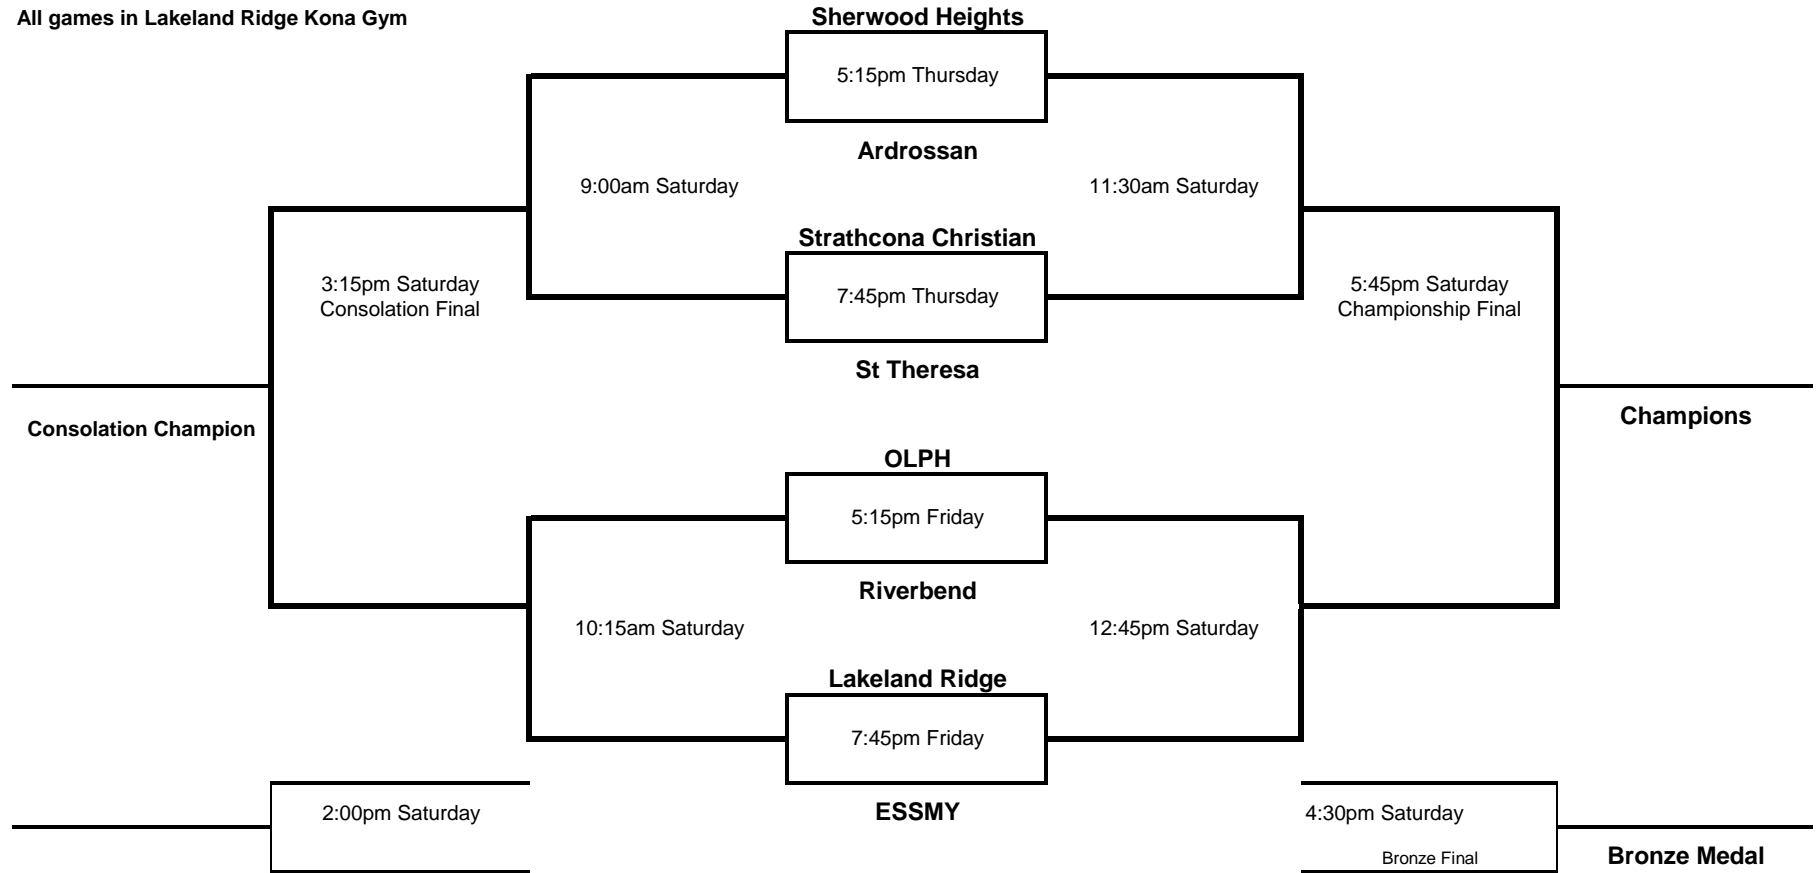 All games in Lakeland Ridge Kona Gym
Sherwood Heights
5:15pm Thursday
Ardrossan
9:00am Saturday
11:30am Saturday
Strathcona Christian
3:15pm Saturday
Consolation Final
7:45pm Thursday
5:45pm Saturday
Championship Final
St Theresa
Consolation Champion
Champions
OLPH
5:15pm Friday
Riverbend
10:15am Saturday
12:45pm Saturday
Lakeland Ridge
7:45pm Friday
2:00pm Saturday
ESSMY
4:30pm Saturday
Bronze Final
Bronze Medal